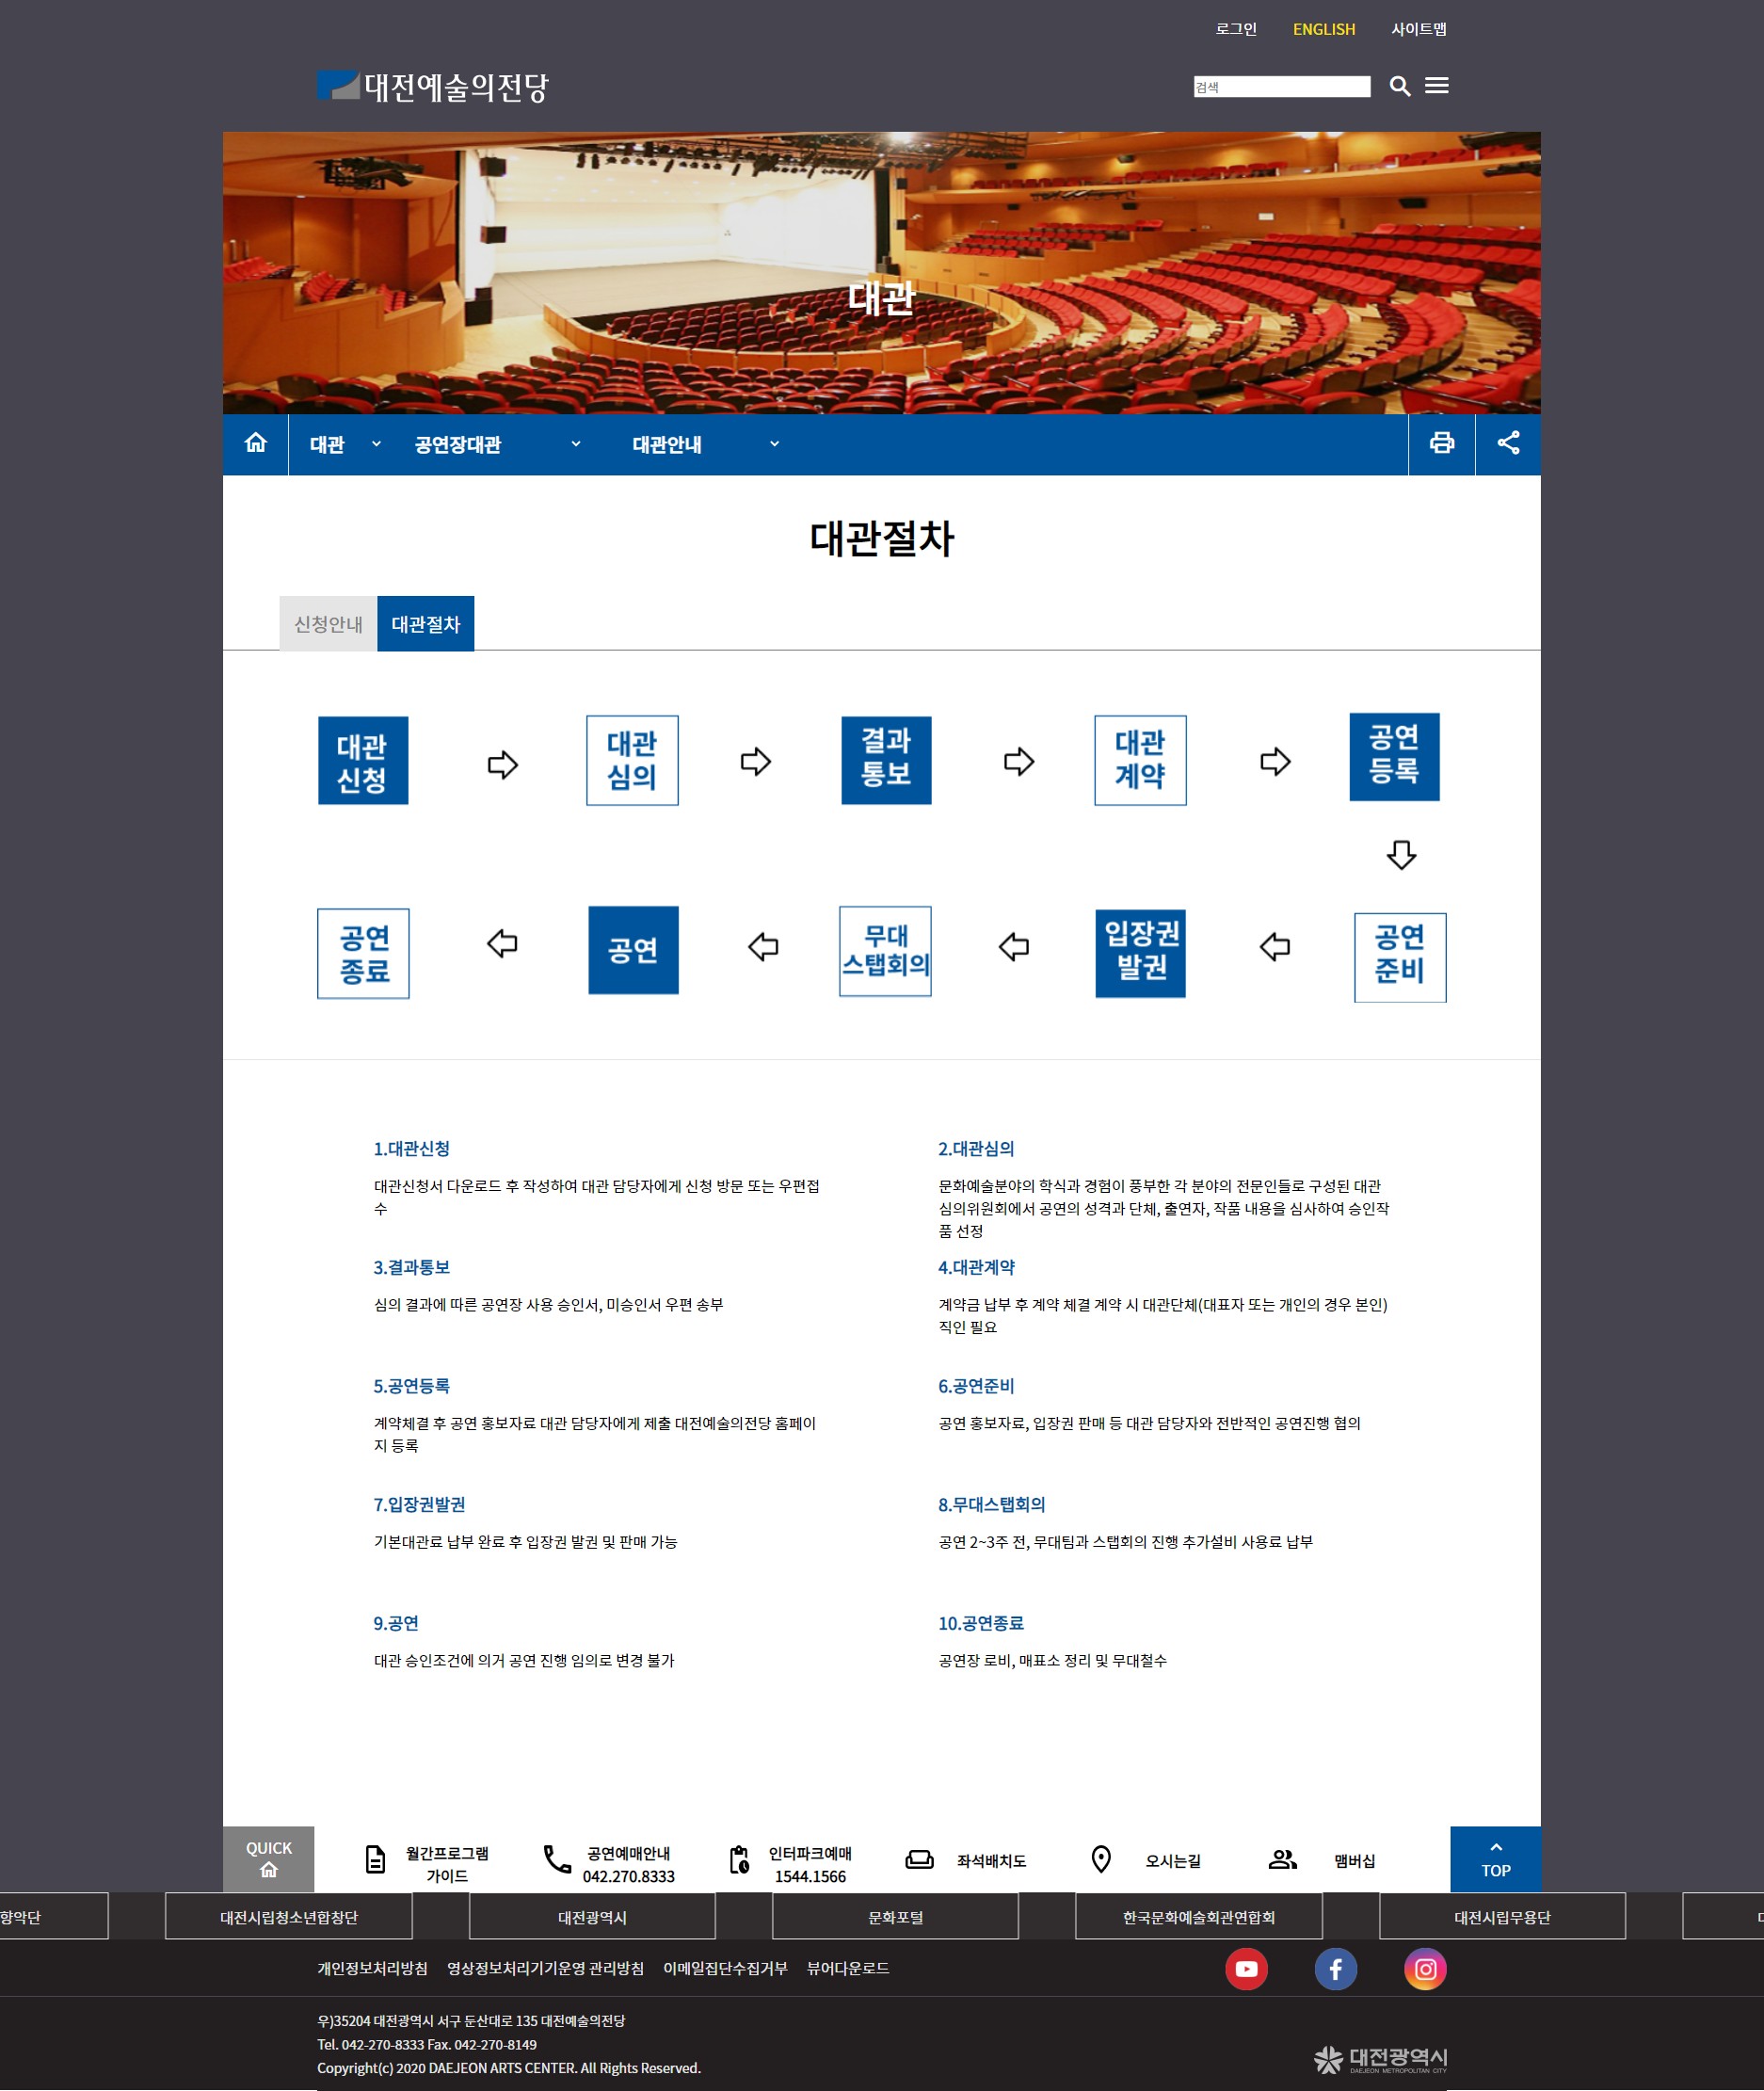 로그인 ENGLISH 사이트맵
대전예술의전당
검색
대관
대관 공연장대관 대관안내
대관절차
신청안내 대관절차
대관
신청
대관
심의
결과
통보
대관
계약
공연
등록
공연
종료
공연
무대
스탭회의
입장권
발권
공연
준비
1.대관신청
대관신청서 다운로드 후 작성하여 대관 담당자에게 신청 방문 또는 우편접
수
2.대관심의
문화예술분야의 학식과 경험이 풍부한 각 분야의 전문인들로 구성된 대관
심의위원회에서 공연의 성격과 단체, 출연자, 작품 내용을 심사하여 승인작
품 선정
3.결과통보
심의 결과에 따른 공연장 사용 승인서, 미승인서 우편 송부
4.대관계약
계약금 납부 후 계약 체결 계약 시 대관단체(대표자 또는 개인의 경우 본인)
직인 필요
5.공연등록
계약체결 후 공연 홍보자료 대관 담당자에게 제출 대전예술의전당 홈페이
지 등록
6.공연준비
공연 홍보자료, 입장권 판매 등 대관 담당자와 전반적인 공연진행 협의
7.입장권발권
기본대관료 납부 완료 후 입장권 발권 및 판매 가능
8.무대스탭회의
공연 2~3주 전, 무대팀과 스탭회의 진행 추가설비 사용료 납부
9.공연
대관 승인조건에 의거 공연 진행 임의로 변경 불가
10.공연종료
공연장 로비, 매표소 정리 및 무대철수
QUICK
월간프로그램
가이드
공연예매안내
042.270.8333
인터파크예매
1544.1566
좌석배치도
오시는길
맴버십
TOP
향악단 대전시립청소년합창단 대전광역시 문화포털 한국문화예술회관연합회 대전시립무용단
개인정보처리방침 영상정보처리기기운영 관리방침 이메일집단수집거부 뷰어다운로드
우)35204 대전광역시 서구 둔산대로 135 대전예술의전당
Tel. 042-270-8333 Fax. 042-270-8149
Copyright(c) 2020 DAEJEON ARTS CENTER. All Rights Reserved.
대전광역시
DAEJEON METROPOLITAN CITY